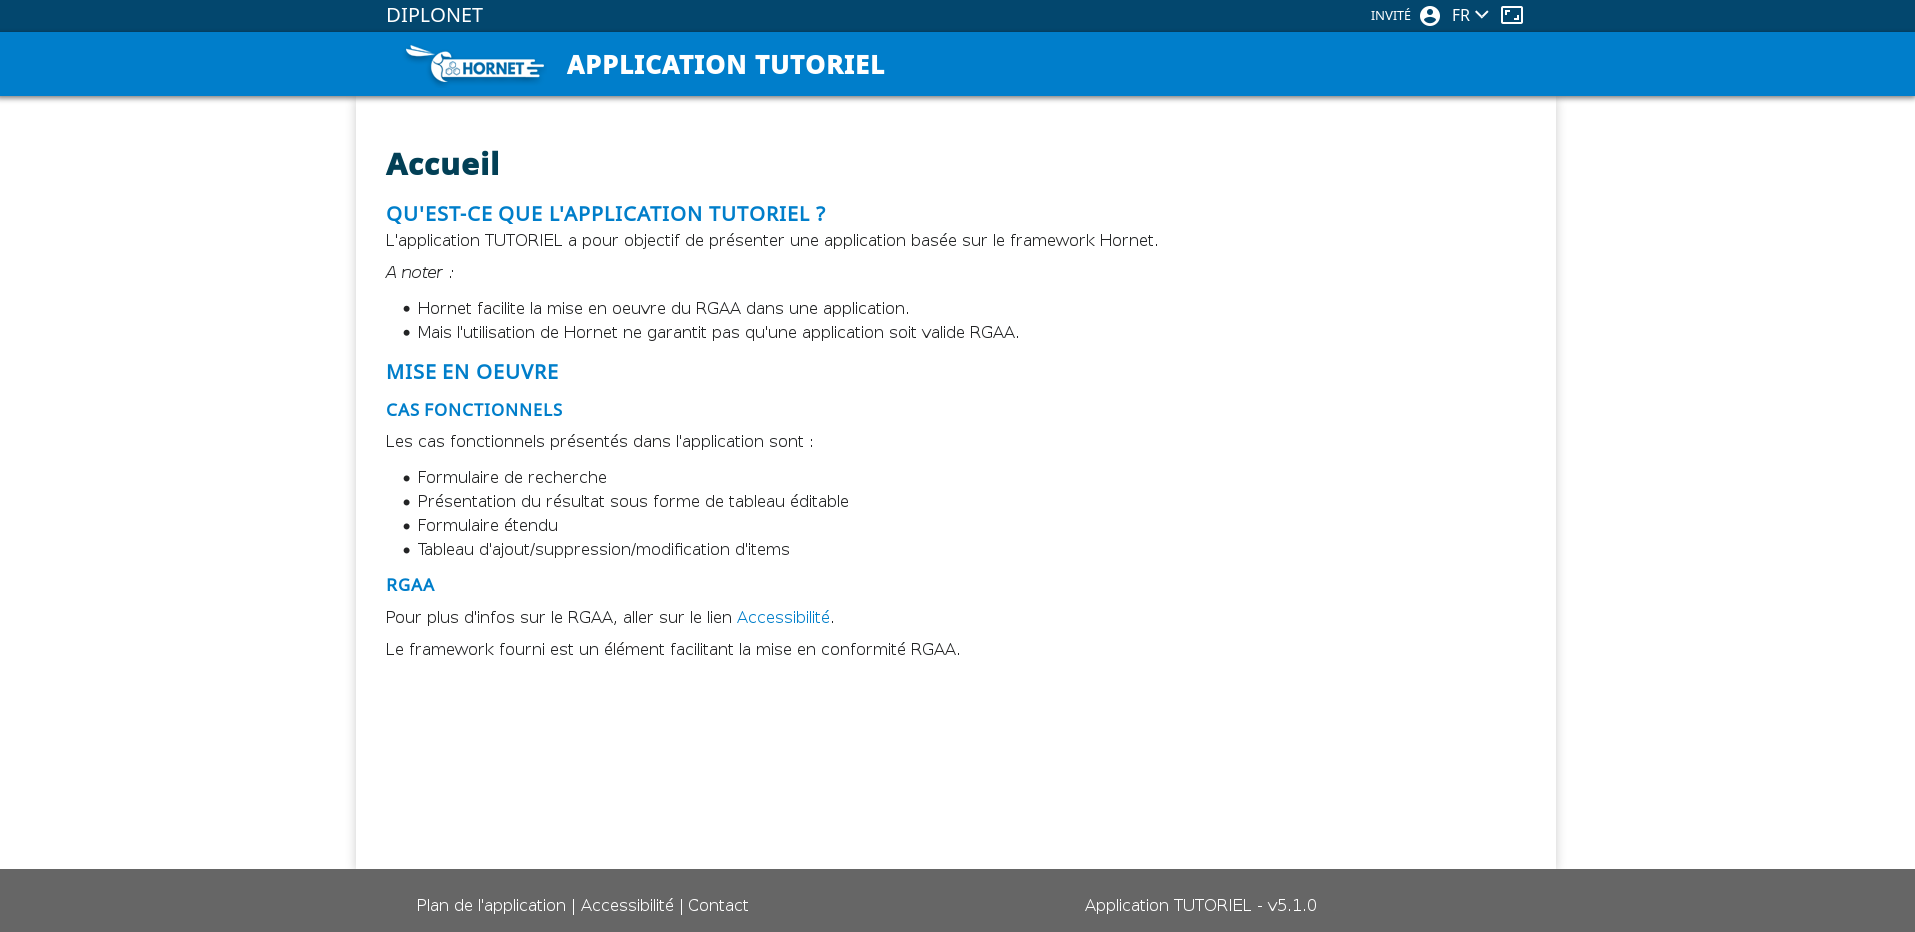 DIPLONET
INVITÉ FR
HORNET
APPLICATION TUTORIEL
Accueil
QU'EST-CE QUE L'APPLICATION TUTORIEL ?
L'application TUTORIEL a pour objectif de présenter une application basée sur le framework Hornet.
A noter :
• Hornet facilite la mise en oeuvre du RGAA dans une application.
• Mais l'utilisation de Hornet ne garantit pas qu'une application soit valide RGAA.
MISE EN OEUVRE
CAS FONCTIONNELS
Les cas fonctionnels présentés dans l'application sont :
• Formulaire de recherche
• Présentation du résultat sous forme de tableau éditable
• Formulaire étendu
• Tableau d'ajout/suppression/modification d'items
RGAA
Pour plus d'infos sur le RGAA, aller sur le lien Accessibilité.
Le framework fourni est un élément facilitant la mise en conformité RGAA.
Plan de l'application | Accessibilité | Contact
Application TUTORIEL - v5.1.0